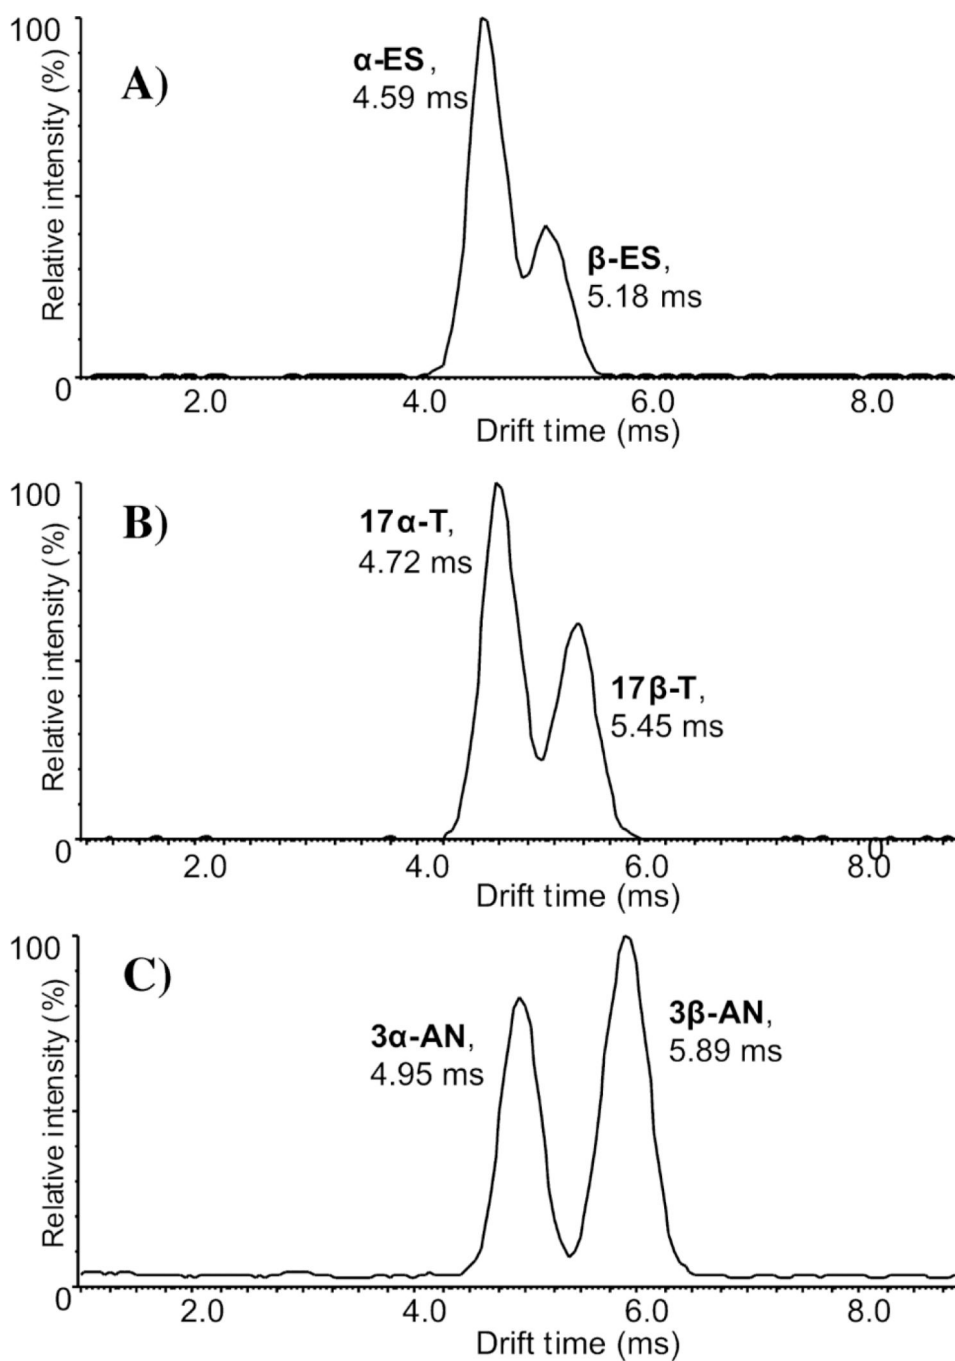 100
Relative intensity (%)
A)
α-ES,
4.59 ms
β-ES,
5.18 ms
0
2.0 4.0 6.0 8.0
Drift time (ms)
100
Relative intensity (%)
B)
17α-T,
4.72 ms
17β-T,
5.45 ms
0
0
2.0 4.0 6.0 8.0
Drift time (ms)
100
Relative intensity (%)
C)
3α-AN,
4.95 ms
3β-AN,
5.89 ms
0
2.0 4.0 6.0 8.0
Drift time (ms)